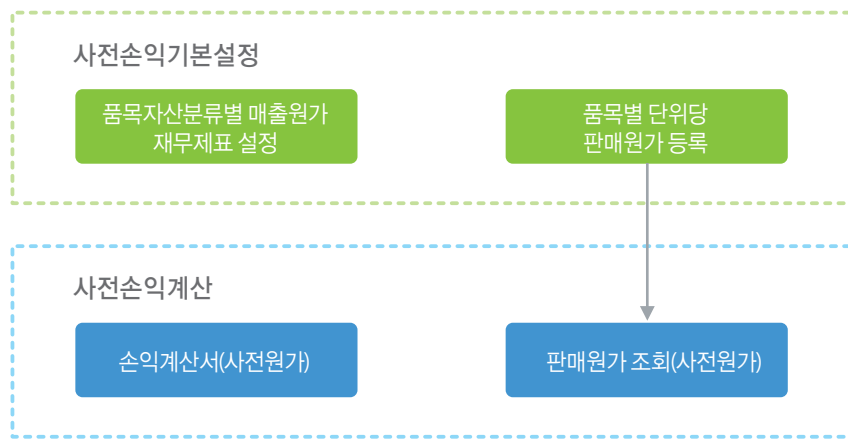 사전손익기본설정
품목자산분류별 매출원가
재무제표 설정
품목별 단위당
판매원가 등록
사전손익계산
손익계산서(사전원가)
판매원가 조회(사전원가)